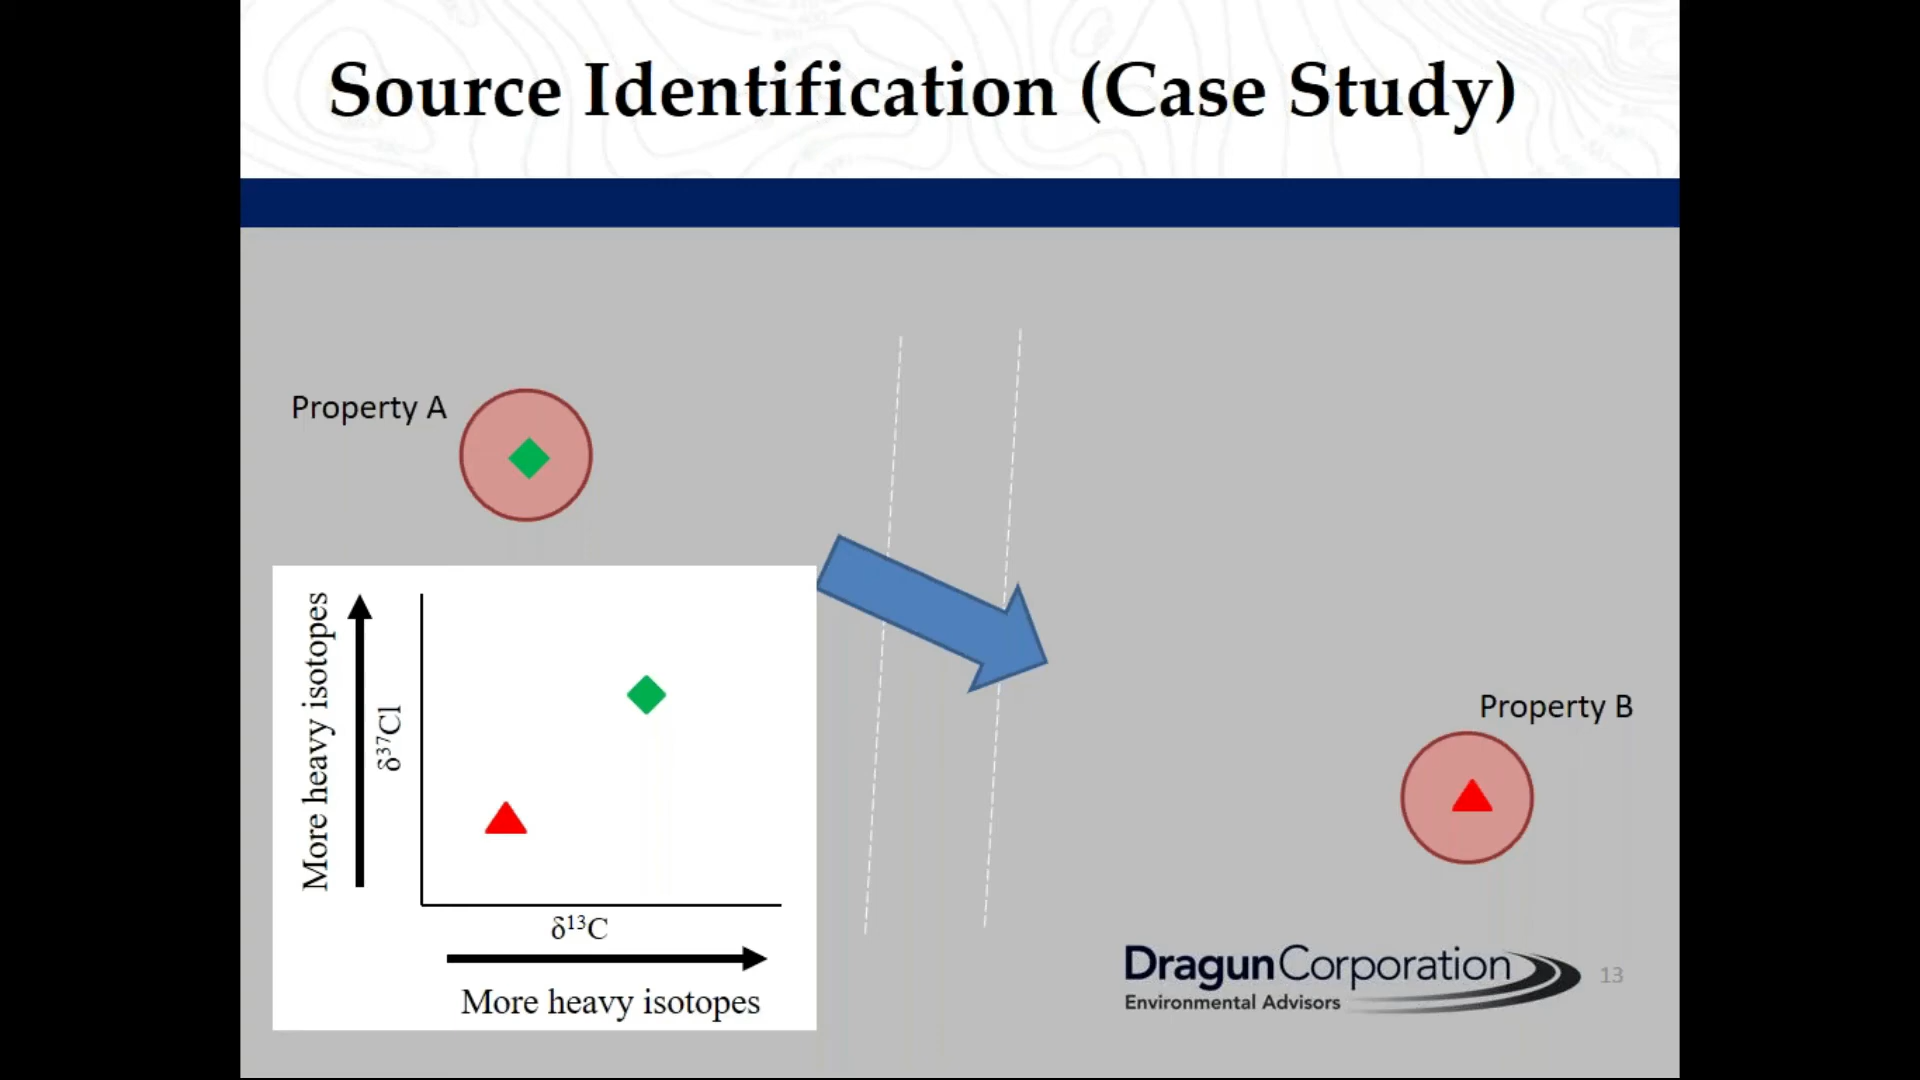 Source Identification (Case Study)
Property A
More heavy isotopes
δ³⁷Cl
δ¹³C
More heavy isotopes
Property B
DragunCorporation
Environmental Advisors
13